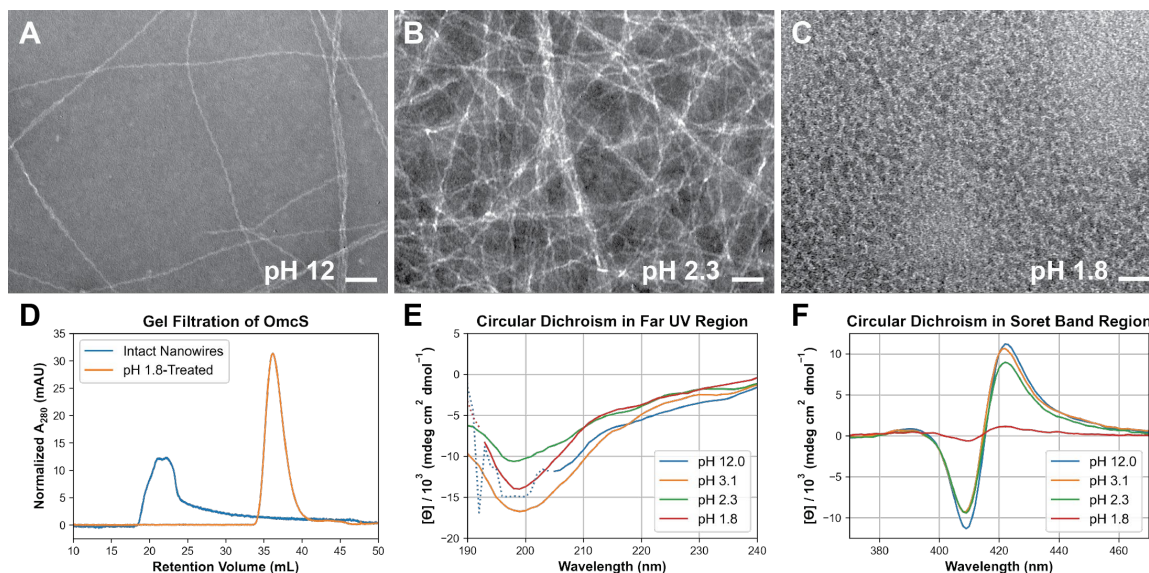 A
pH 12
B
pH 2.3
C
pH 1.8
D
Gel Filtration of OmcS
Normalized A₂₈₀ (mAU)
35
30
25
20
15
10
5
0
Intact Nanowires
pH 1.8-Treated
10 15 20 25 30 35 40 45 50
Retention Volume (mL)
E
Circular Dichroism in Far UV Region
[Θ] / 10³ (mdeg cm² dmol⁻¹)
5
0
−5
−10
−15
−20
pH 12.0
pH 3.1
pH 2.3
pH 1.8
190 200 210 220 230 240
Wavelength (nm)
F
Circular Dichroism in Soret Band Region
[Θ] / 10³ (mdeg cm² dmol⁻¹)
10
5
0
−5
−10
pH 12.0
pH 3.1
pH 2.3
pH 1.8
380 400 420 440 460
Wavelength (nm)